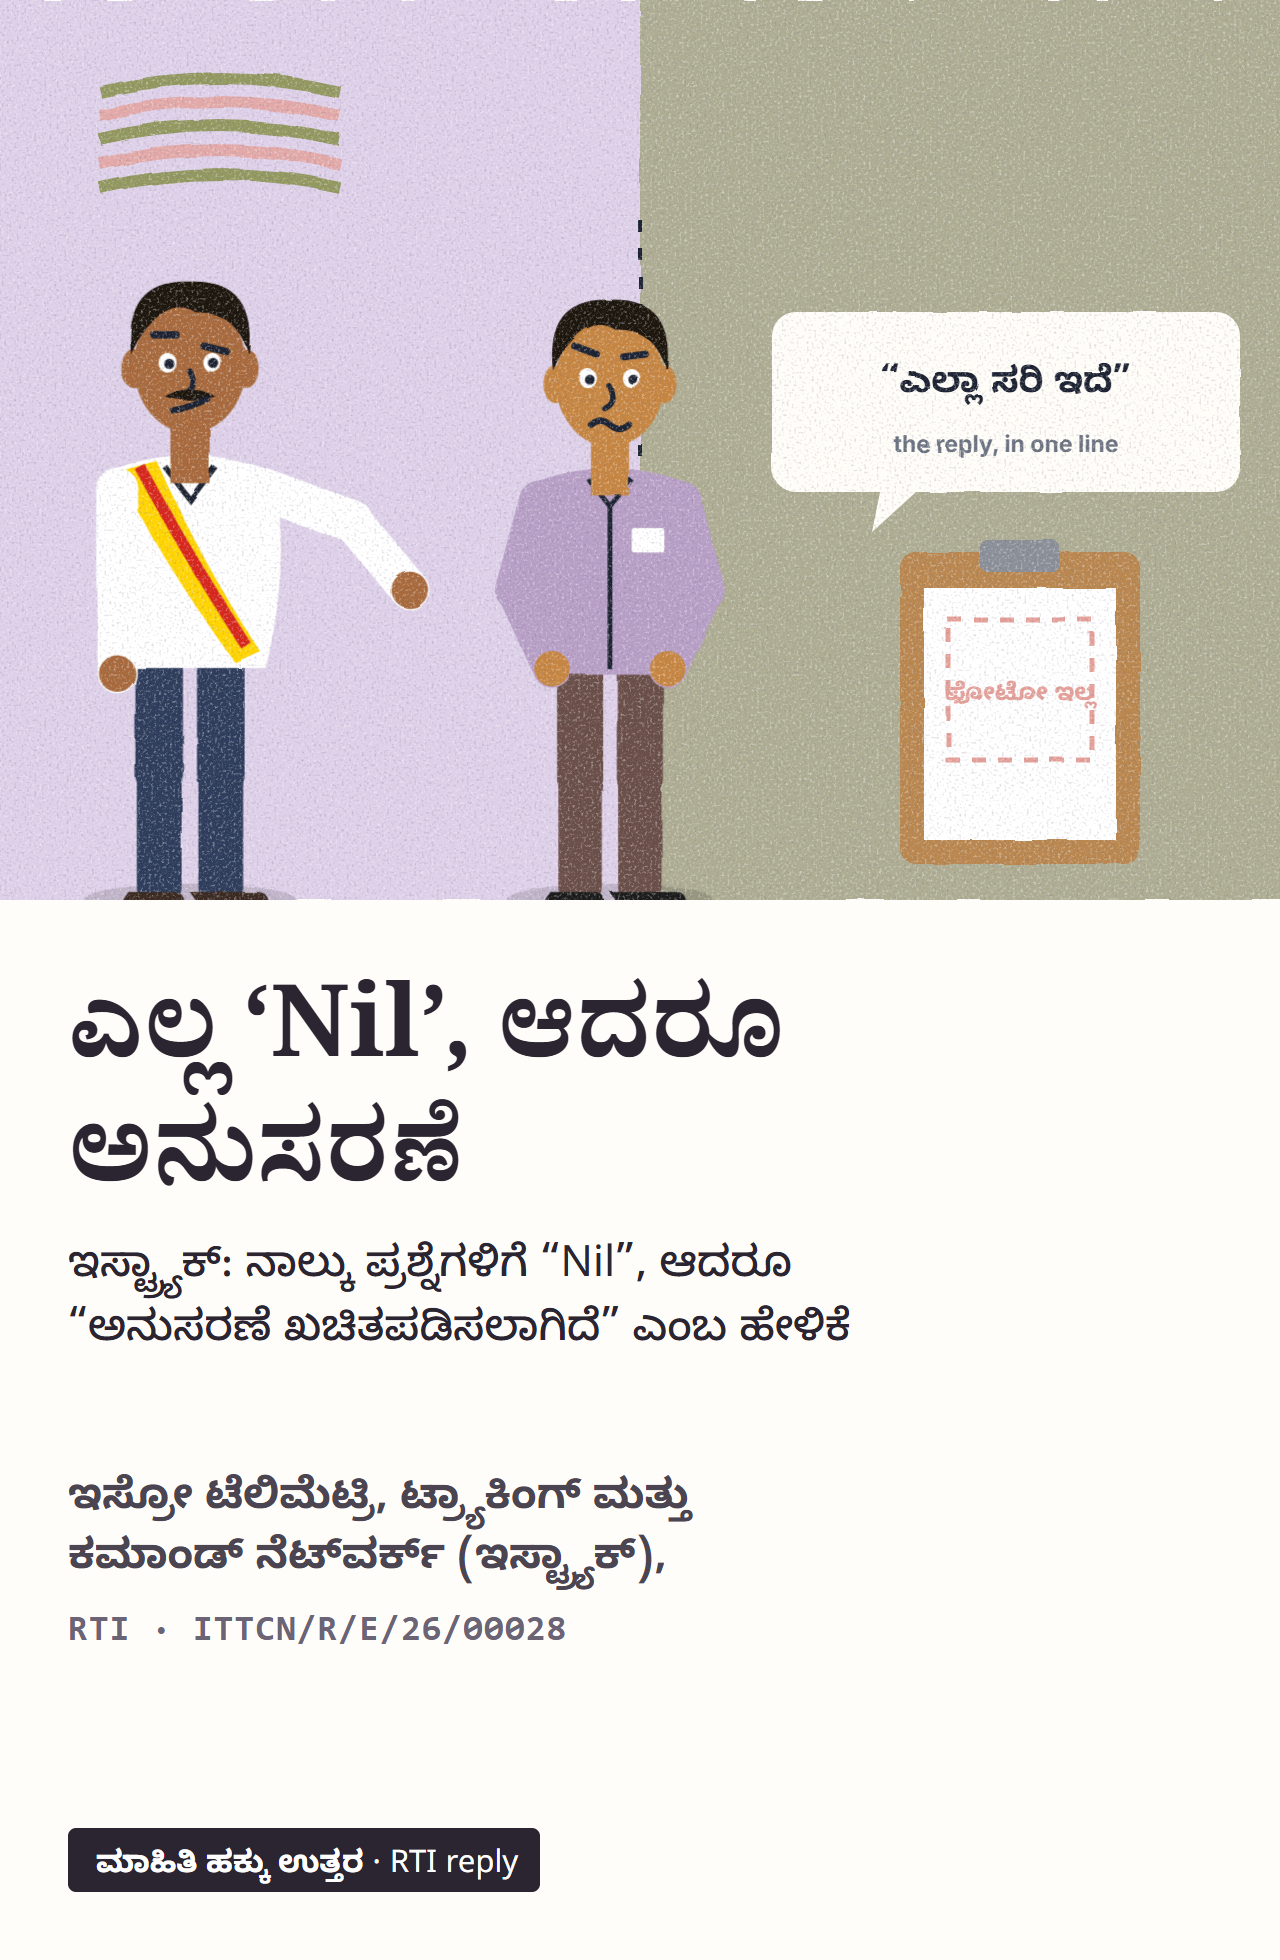 “ಎಲ್ಲಾ ಸರಿ ಇದೆ”
the reply, in one line
ಫೋಟೋ ಇಲ್ಲ
ಎಲ್ಲ ‘Nil’, ಆದರೂ
ಅನುಸರಣೆ
ಇಸ್ಟ್ರ್ಯಾಕ್: ನಾಲ್ಕು ಪ್ರಶ್ನೆಗಳಿಗೆ “Nil”, ಆದರೂ
“ಅನುಸರಣೆ ಖಚಿತಪಡಿಸಲಾಗಿದೆ” ಎಂಬ ಹೇಳಿಕೆ
ಇಸ್ರೋ ಟೆಲಿಮೆಟ್ರಿ, ಟ್ರ್ಯಾಕಿಂಗ್ ಮತ್ತು
ಕಮಾಂಡ್ ನೆಟ್‌ವರ್ಕ್ (ಇಸ್ಟ್ರ್ಯಾಕ್),
RTI · ITTCN/R/E/26/00028
ಮಾಹಿತಿ ಹಕ್ಕು ಉತ್ತರ · RTI reply